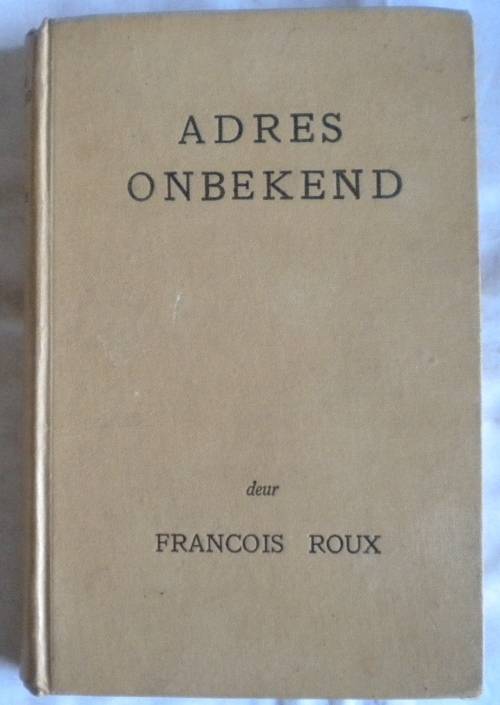 ADRES
ONBEKEND
deur
FRANCOIS ROUX